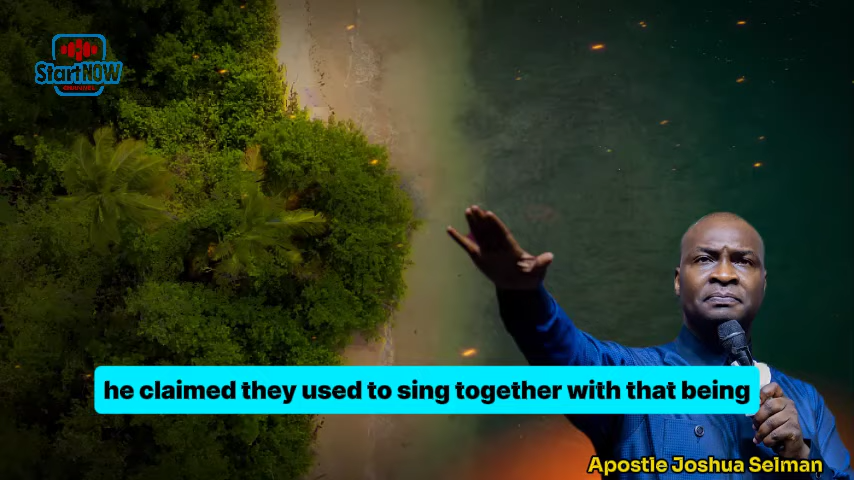 StartNOW
he claimed they used to sing together with that being
Apostle Joshua Selman